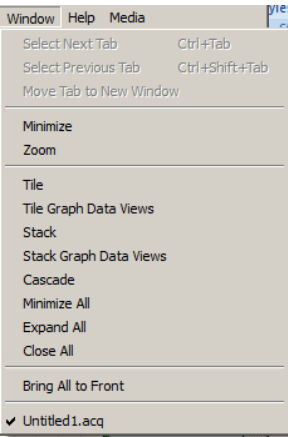 Window Help Media
Select Next Tab Ctrl+Tab
Select Previous Tab Ctrl+Shift+Tab
Move Tab to New Window
Minimize
Zoom
Tile
Tile Graph Data Views
Stack
Stack Graph Data Views
Cascade
Minimize All
Expand All
Close All
Bring All to Front
Untitled1.acq